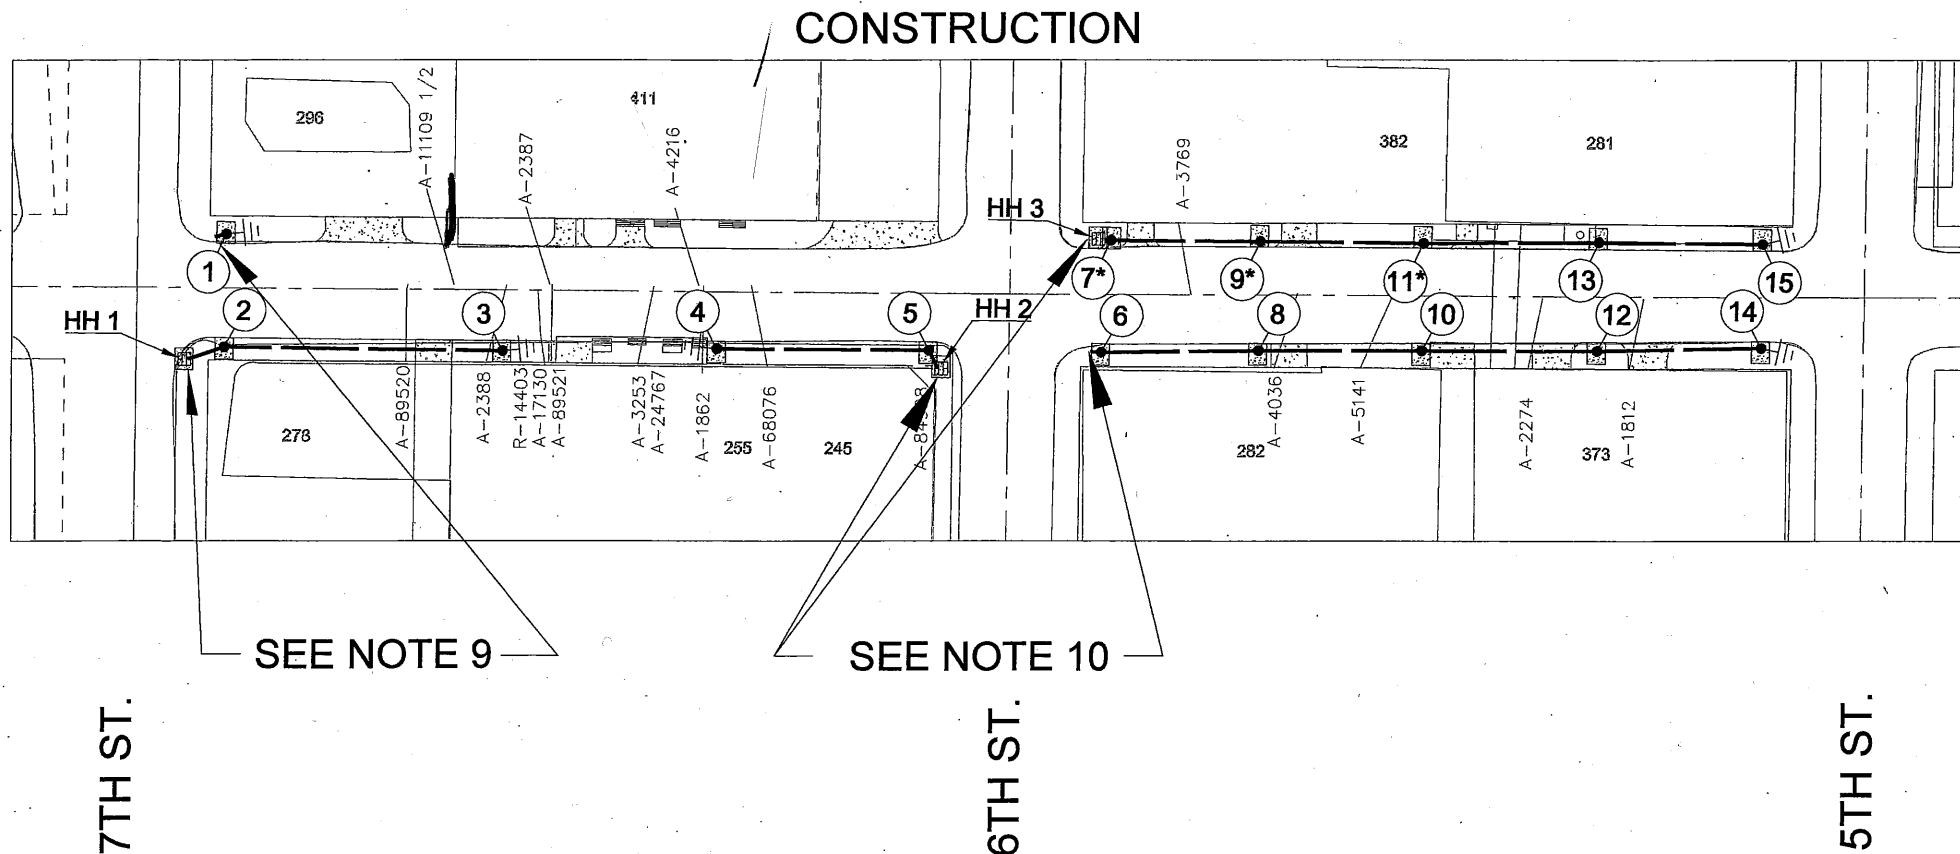 CONSTRUCTION
296
411
382
281
A-11109 1/2
A-2387
A-4216
A-3769
HH 3
1
7*
9*
11*
13
15
HH 1
2
3
4
5
HH 2
6
8
10
12
14
278
A-89520
A-2388
R-14403
A-17130
A-89521
A-3253
A-24767
A-1862
255
A-68076
245
282
A-4036
A-5141
A-2274
373
A-1812
SEE NOTE 9
SEE NOTE 10
7TH ST.
6TH ST.
5TH ST.